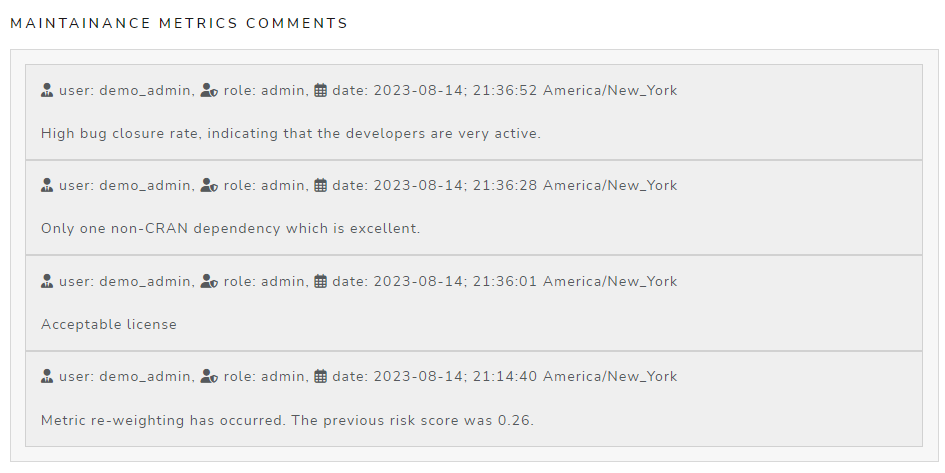 MAINTAINANCE METRICS COMMENTS
user: demo_admin, role: admin, date: 2023-08-14; 21:36:52 America/New_York
High bug closure rate, indicating that the developers are very active.
user: demo_admin, role: admin, date: 2023-08-14; 21:36:28 America/New_York
Only one non-CRAN dependency which is excellent.
user: demo_admin, role: admin, date: 2023-08-14; 21:36:01 America/New_York
Acceptable license
user: demo_admin, role: admin, date: 2023-08-14; 21:14:40 America/New_York
Metric re-weighting has occurred. The previous risk score was 0.26.